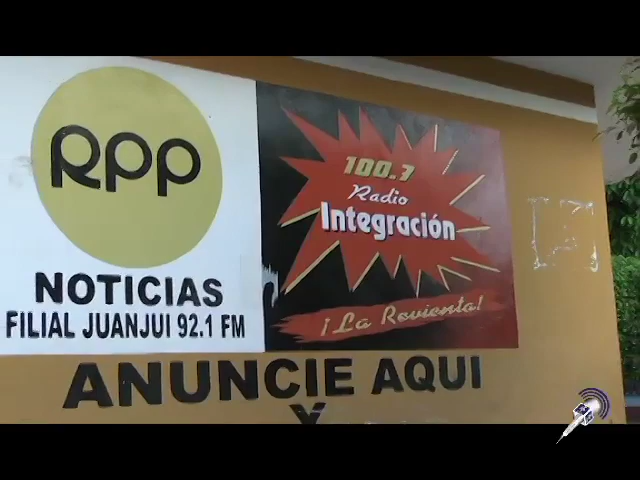 RPP
NOTICIAS
FILIAL JUANJUI 92.1 FM
100.7
Radio
Integración
¡La Revienta!
ANUNCIE AQUI
Y